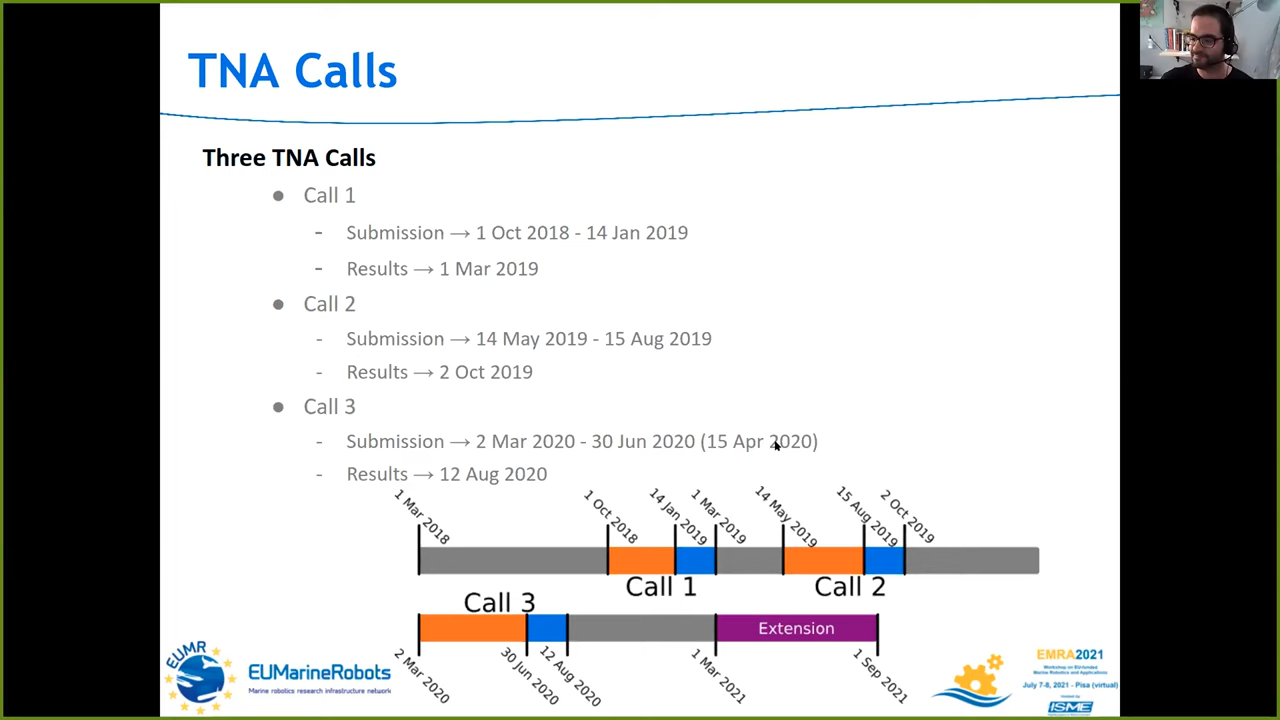 TNA Calls
Three TNA Calls
● Call 1
- Submission → 1 Oct 2018 - 14 Jan 2019
- Results → 1 Mar 2019
● Call 2
- Submission → 14 May 2019 - 15 Aug 2019
- Results → 2 Oct 2019
● Call 3
- Submission → 2 Mar 2020 - 30 Jun 2020 (15 Apr 2020)
- Results → 12 Aug 2020
1 Mar 2018
1 Oct 2018
14 Jan 2019
1 Mar 2019
14 May 2019
15 Aug 2019
2 Oct 2019
Call 1
Call 2
Call 3
Extension
2 Mar 2020
30 Jun 2020
12 Aug 2020
1 Mar 2021
1 Sep 2021
EUMR
EUMarineRobots
Marine robotics research infrastructure network
EMRA2021
Workshop on EU-funded
Marine Robotics and Applications
July 7-8, 2021 - Pisa (virtual)
hosted by
ISME